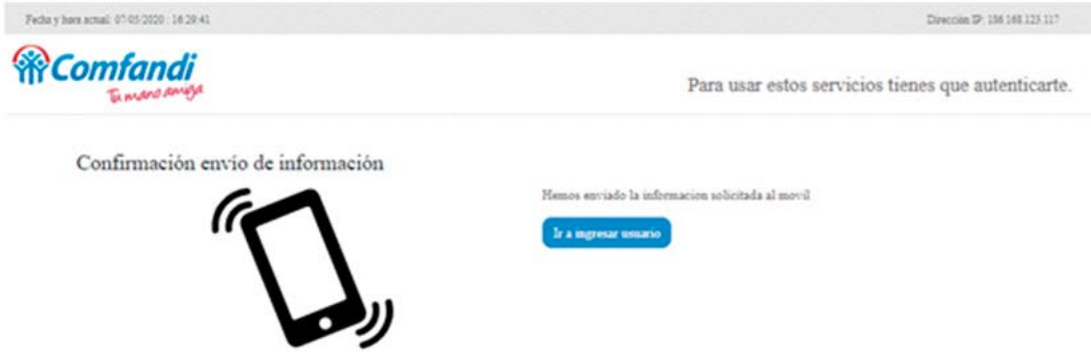 Fecha y hora actual: 07/05/2020 : 16:29:41
Dirección IP: 186.168.123.117
Comfandi
Tu mano amiga
Para usar estos servicios tienes que autenticarte.
Confirmación envío de información
Hemos enviado la informacion solicitada al movil
Ir a ingresar usuario